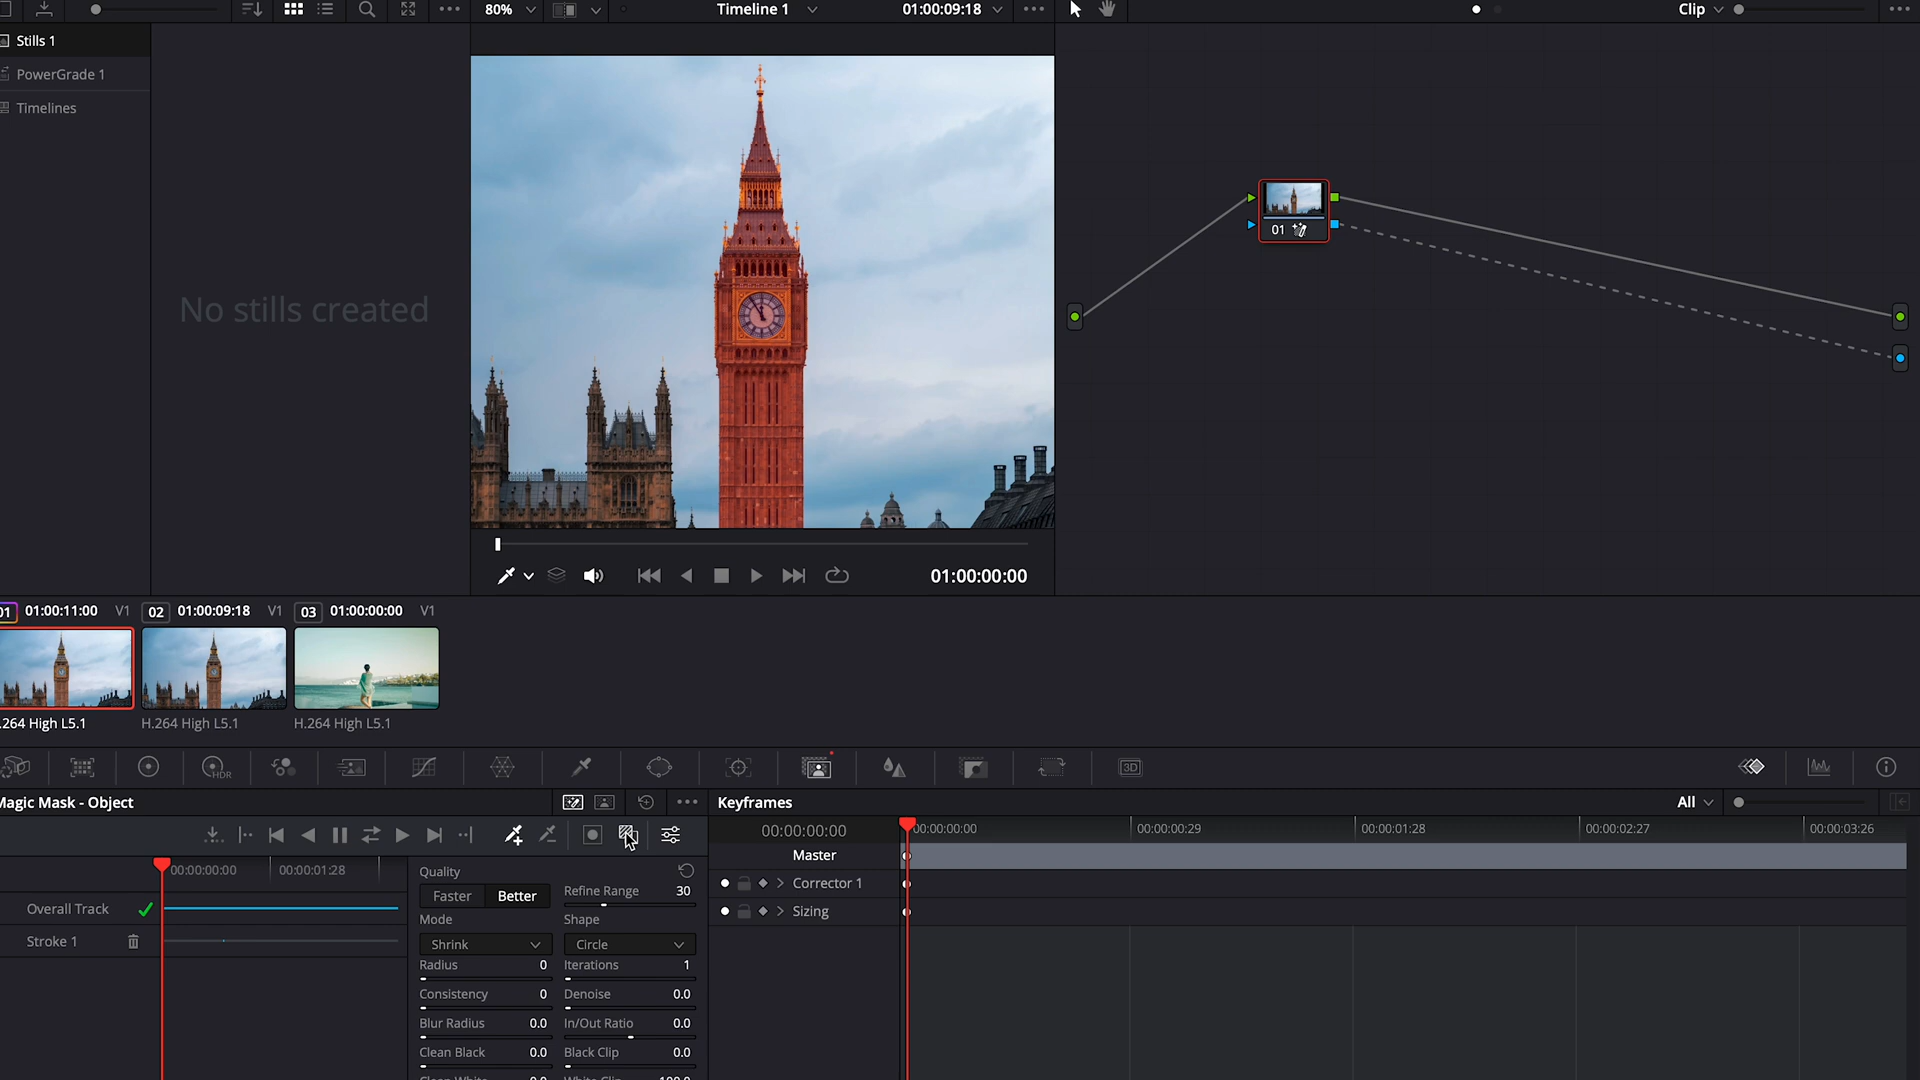 80%
Timeline 1
01:00:09:18
Clip
Stills 1
PowerGrade 1
Timelines
No stills created
01
01:00:00:00
01 01:00:11:00 V1
02 01:00:09:18 V1
03 01:00:00:00 V1
.264 High L5.1
H.264 High L5.1
H.264 High L5.1
HDR
3D
Magic Mask - Object
Keyframes
All
00:00:00:00
00:00:00:00
00:00:00:29
00:00:01:28
00:00:02:27
00:00:03:26
Master
Corrector 1
Sizing
00:00:00:00
00:00:01:28
Overall Track
Stroke 1
Quality
Faster
Better
Refine Range 30
Mode
Shape
Shrink
Circle
Radius 0
Iterations 1
Consistency 0
Denoise 0.0
Blur Radius 0.0
In/Out Ratio 0.0
Clean Black 0.0
Black Clip 0.0
Clean White 0.0
White Clip 100.0